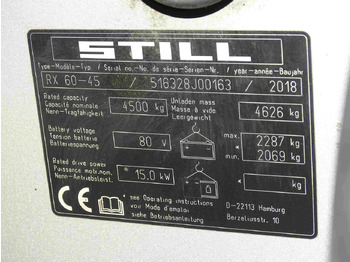 STILL
Type-Modèle-Typ / Serial no.-No. de série-Serien-Nr. / year-année-Baujahr
RX 60-45 / 516328J00163 / 2018
Rated capacity
Capacité nominale
Nenn-Tragfähigkeit
4500 kg
Unladen mass
Masse à vide
Leergewicht
4626 kg
Battery voltage
Tension batterie
Batteriespannung
80 V
max. * 2287 kg
min. * 2069 kg
Rated drive power
Puissance motr.nom.
Nenn-Antriebsleist.
* 15.0 kW
* kg
CE
* see Operating instructions
voir Mode d'emploi
siehe Betriebsanleitung
D-22113 Hamburg
Berzeliusstr. 10